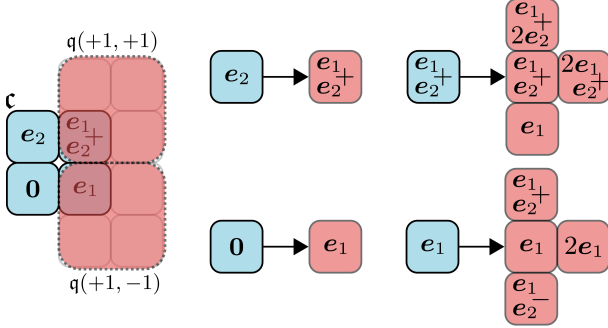 𝔮(+1, +1)
𝔠
e₂
e₁+
e₂
0
e₁
𝔮(+1, −1)
e₂
e₁+
e₂
0
e₁
e₁+
e₂
e₁+
2e₂
e₁+
e₂
2e₁+
e₂
e₁
e₁
e₁+
e₂
e₁
2e₁
e₁−
e₂